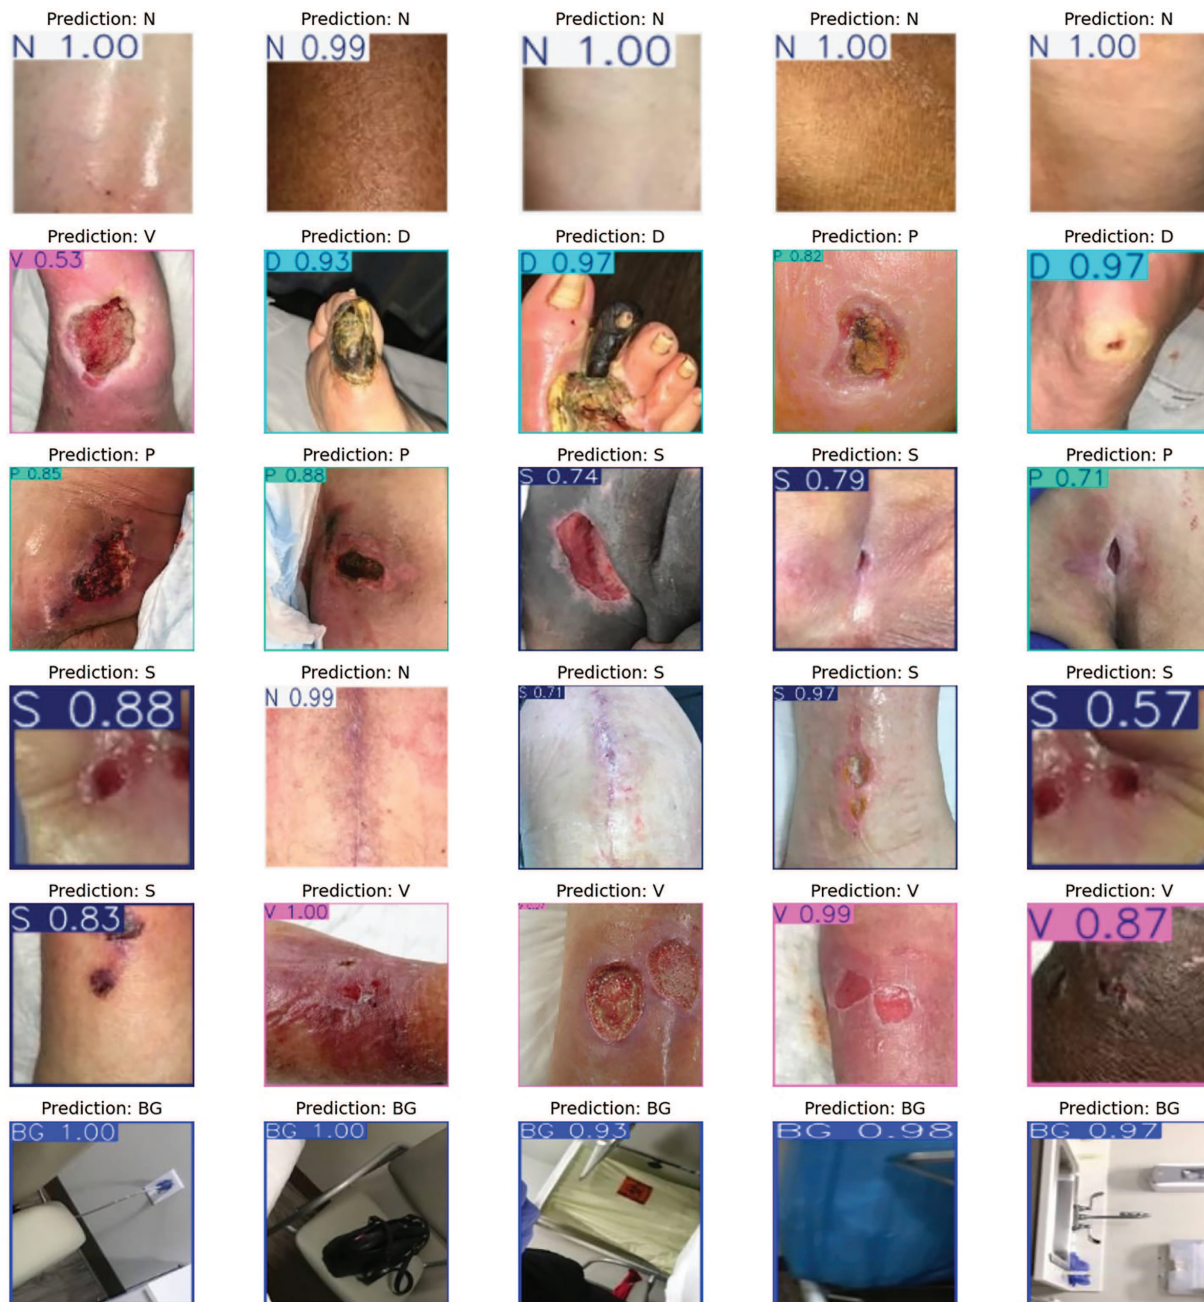 Prediction: N Prediction: N Prediction: N Prediction: N Prediction: N
N 1.00 N 0.99 N 1.00 N 1.00 N 1.00
Prediction: V Prediction: D Prediction: D Prediction: P Prediction: D
V 0.53 D 0.93 D 0.97 P 0.82 D 0.97
Prediction: P Prediction: P Prediction: S Prediction: S Prediction: P
P 0.85 P 0.88 S 0.74 S 0.79 P 0.71
Prediction: S Prediction: N Prediction: S Prediction: S Prediction: S
S 0.88 N 0.99 S 0.71 S 0.97 S 0.57
Prediction: S Prediction: V Prediction: V Prediction: V Prediction: V
S 0.83 V 1.00 V 0.99 V 0.87
Prediction: BG Prediction: BG Prediction: BG Prediction: BG Prediction: BG
BG 1.00 BG 1.00 BG 0.93 BG 0.98 BG 0.97